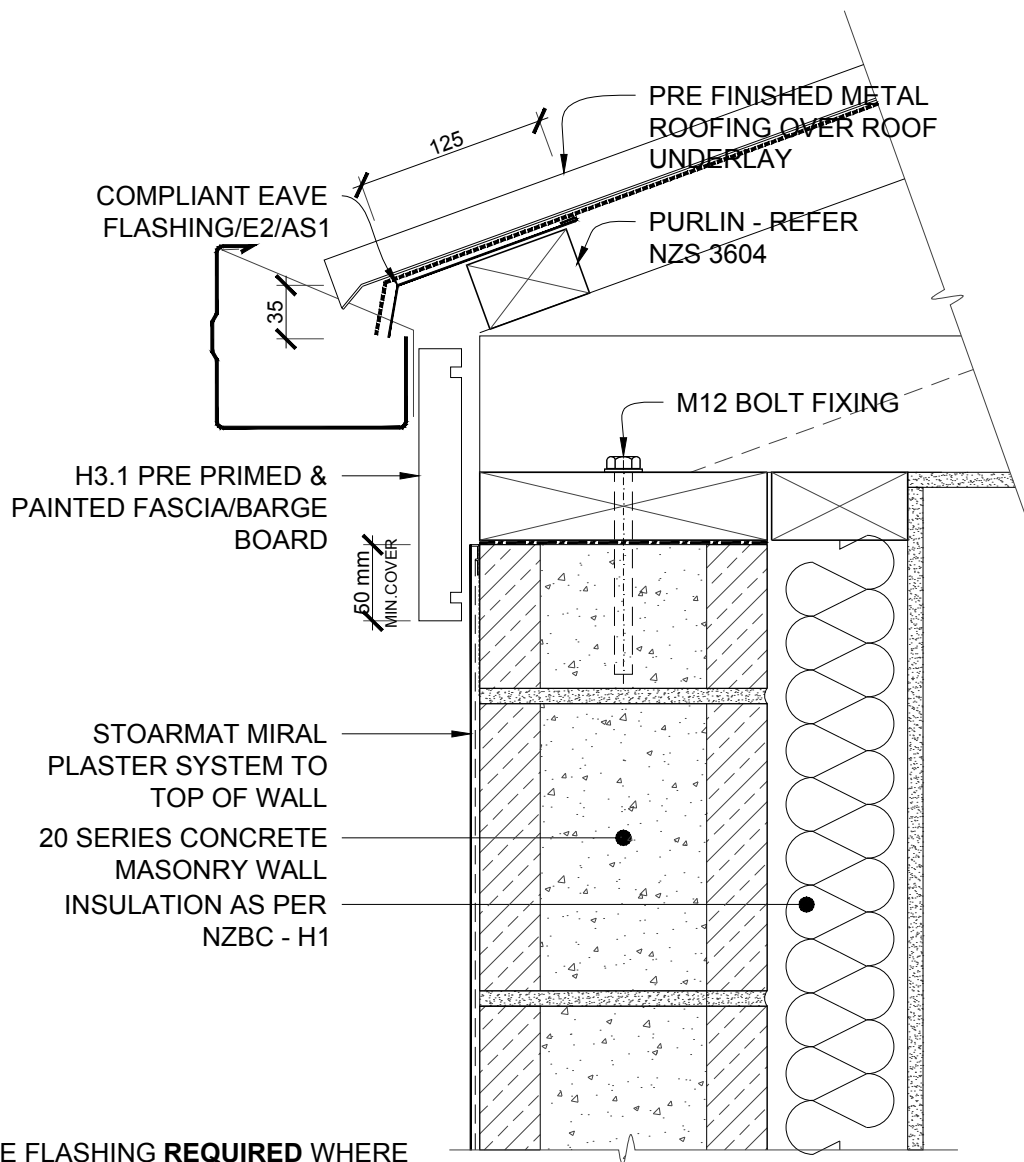 PRE FINISHED METAL
ROOFING OVER ROOF
UNDERLAY
125
COMPLIANT EAVE
FLASHING/E2/AS1
PURLIN - REFER
NZS 3604
35
M12 BOLT FIXING
H3.1 PRE PRIMED &
PAINTED FASCIA/BARGE
BOARD
50 mm
MIN.COVER
STOARMAT MIRAL
PLASTER SYSTEM TO
TOP OF WALL
20 SERIES CONCRETE
MASONRY WALL
INSULATION AS PER
NZBC - H1
E FLASHING REQUIRED WHERE